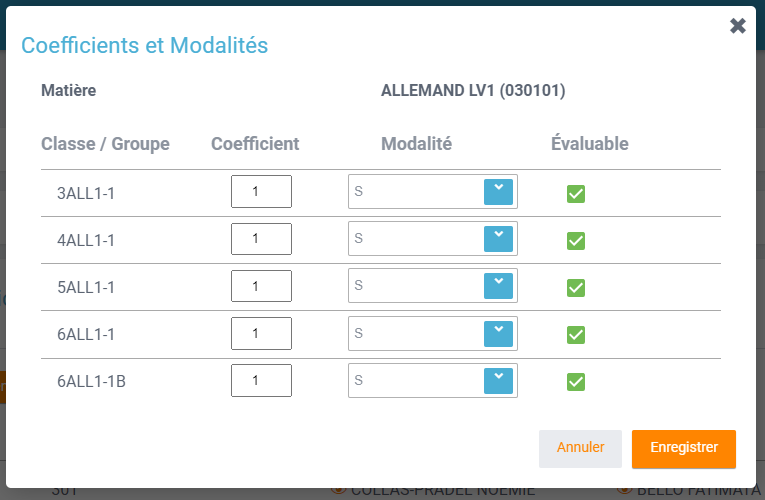 Coefficients et Modalités
Matière ALLEMAND LV1 (030101)
Classe / Groupe Coefficient Modalité Évaluable
3ALL1-1 1 S
4ALL1-1 1 S
5ALL1-1 1 S
6ALL1-1 1 S
6ALL1-1B 1 S
Annuler Enregistrer
301 COLLAS-PRADEL NOEMIE BELLO FATIMATA